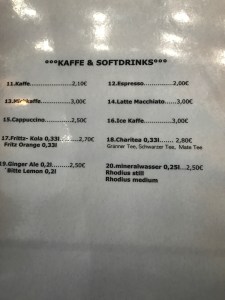 ***KAFFE & SOFTDRINKS***
11.Kaffe..........2,10€
12.Espresso..........3,00€
13.Milchkaffe.....3,00€
14.Latte Macchiato...3,00€
15.Cappuccino.......2,50€
16.Ice Kaffe........3,00€
17.Fritz- Kola 0,33l....2,70€
Fritz Orange 0,33l
18.Charitea 0,33l...... 2,80€
Granner Tee, Schwarzer Tee, Mate Tee
19.Ginger Ale 0,2l.....2,50€
Bitte Lemon 0,2l
20.mineralwasser 0,25l...2,50€
Rhodius still
Rhodius medium